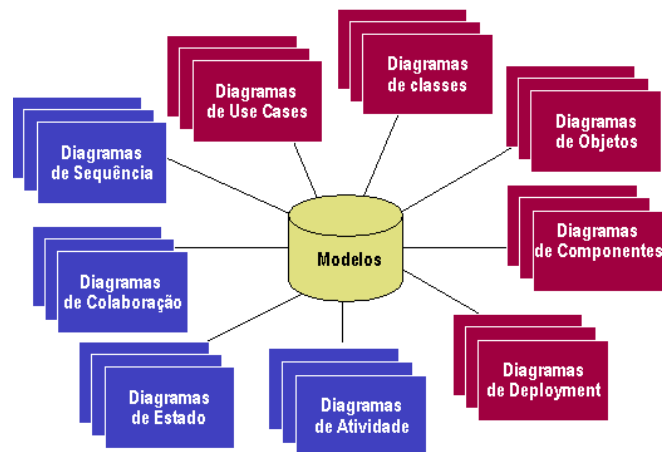 Diagramas
de classes
Diagramas
de Use Cases
Diagramas
de Objetos
Diagramas
de Sequência
Diagramas
de Componentes
Modelos
Diagramas
de Colaboração
Diagramas
de Deployment
Diagramas
de Estado
Diagramas
de Atividade